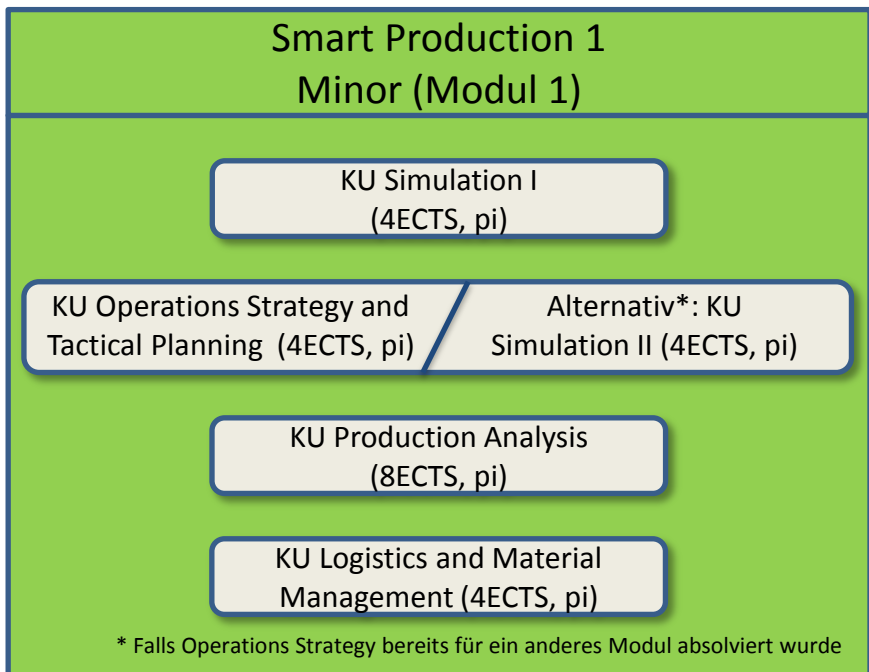 Smart Production 1
Minor (Modul 1)
KU Simulation I
(4ECTS, pi)
KU Operations Strategy and
Tactical Planning (4ECTS, pi)
Alternativ*: KU
Simulation II (4ECTS, pi)
KU Production Analysis
(8ECTS, pi)
KU Logistics and Material
Management (4ECTS, pi)
* Falls Operations Strategy bereits für ein anderes Modul absolviert wurde